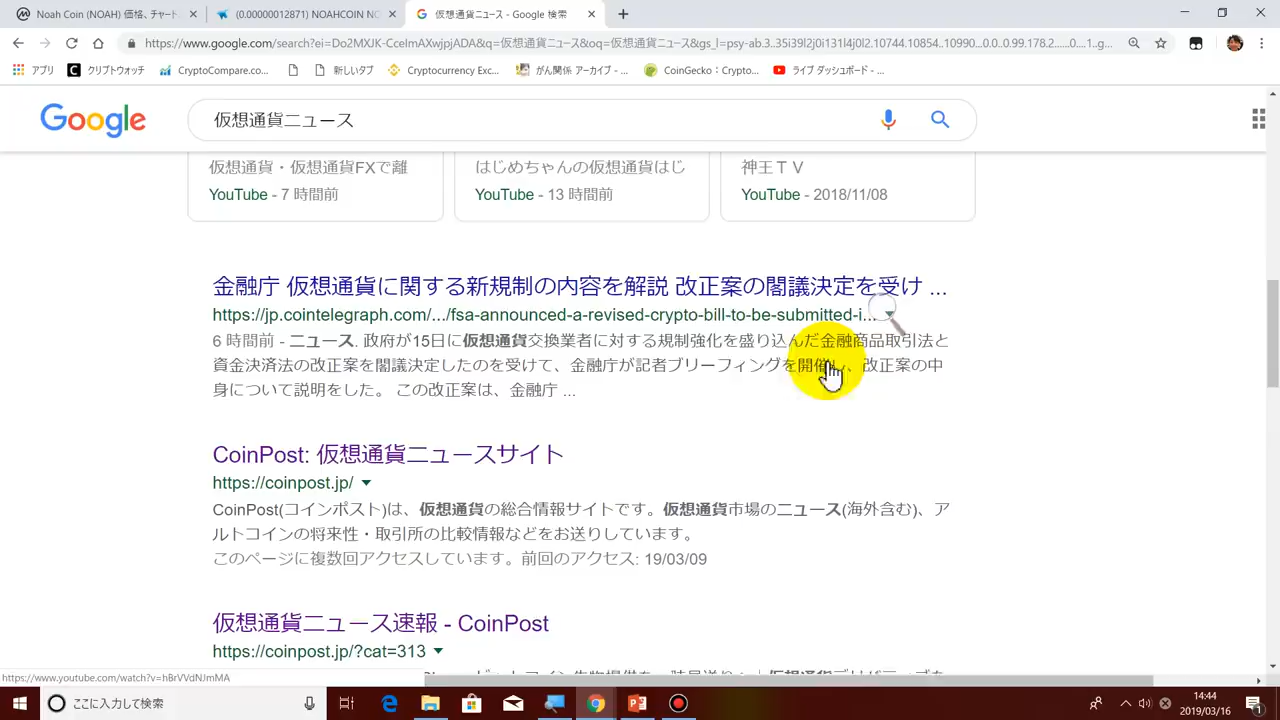 Noah Coin (NOAH) 価格、チャート
(0.00000012871) NOAHCOIN NO
仮想通貨ニュース - Google 検索
https://www.google.com/search?ei=Do2MXJK-CceImAXwjpjADA&q=仮想通貨ニュース&oq=仮想通貨ニュース&gs_l=psy-ab.3..35i39l2j0i131l4j0l2.10744.10854..10990...0.0..0.99.178.2......0....1..g...
アプリ
クリプトウォッチ
CryptoCompare.co...
新しいタブ
Cryptocurrency Exc...
がん関係 アーカイブ - ...
CoinGecko：Crypto...
ライブ ダッシュボード - ...
Google
仮想通貨ニュース
仮想通貨・仮想通貨FXで離
はじめちゃんの仮想通貨はじ
神王ＴＶ
YouTube - 7 時間前
YouTube - 13 時間前
YouTube - 2018/11/08
金融庁 仮想通貨に関する新規制の内容を解説 改正案の閣議決定を受け ...
https://jp.cointelegraph.com/.../fsa-announced-a-revised-crypto-bill-to-be-submitted-i...
6 時間前 - ニュース. 政府が15日に仮想通貨交換業者に対する規制強化を盛り込んだ金融商品取引法と
資金決済法の改正案を閣議決定したのを受けて、金融庁が記者ブリーフィングを開催し、改正案の中
身について説明をした。 この改正案は、金融庁 ...
CoinPost: 仮想通貨ニュースサイト
https://coinpost.jp/
CoinPost(コインポスト)は、仮想通貨の総合情報サイトです。仮想通貨市場のニュース(海外含む)、ア
ルトコインの将来性・取引所の比較情報などをお送りしています。
このページに複数回アクセスしています。前回のアクセス: 19/03/09
仮想通貨ニュース速報 - CoinPost
https://coinpost.jp/?cat=313
https://www.youtube.com/watch?v=hBrVVdNJmMA
ここに入力して検索
14:44
2019/03/16